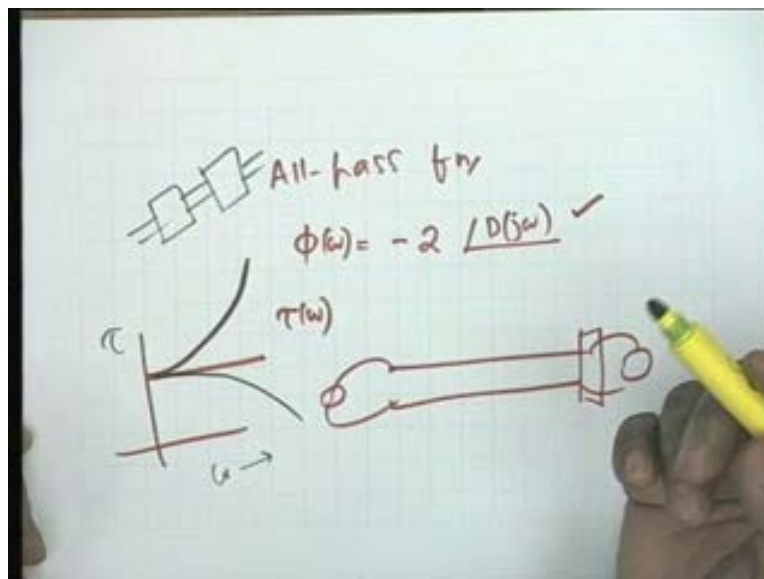 All-pass fn
ϕ(ω) = -2 ∠D(jω) ✓
τ(ω)
τ
ω →